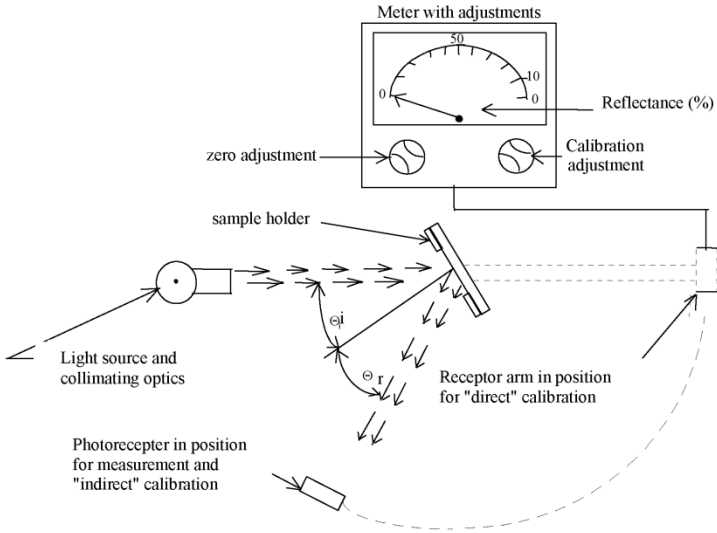 Meter with adjustments
50
0
10
0
Reflectance (%)
zero adjustment
Calibration
adjustment
sample holder
Θi
Θr
Light source and
collimating optics
Receptor arm in position
for "direct" calibration
Photorecepter in position
for measurement and
"indirect" calibration